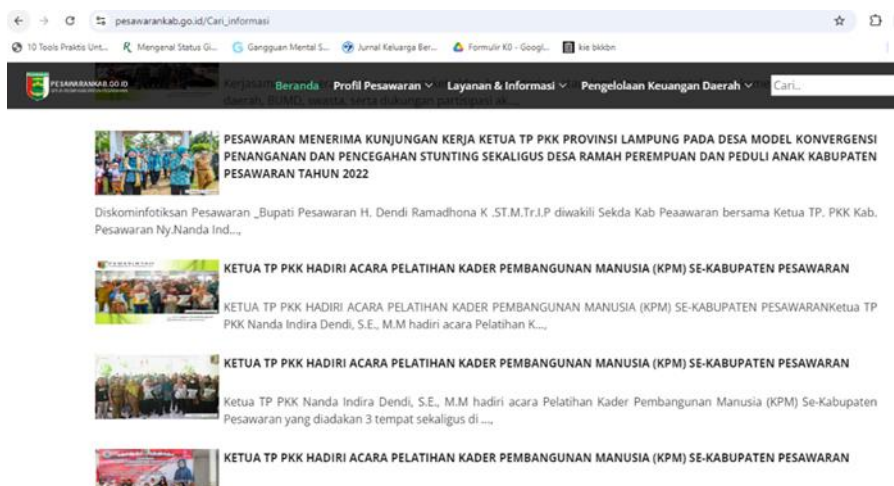 pesawarankab.go.id/Cari_informasi
10 Tools Praktis Unt... Mengenal Status Gi... Gangguan Mental S... Jurnal Keluarga Ber... Formulir K0 - Googl... kie bkkbn
PESAWARANKAB.GO.ID
Beranda Profil Pesawaran Layanan & Informasi Pengelolaan Keuangan Daerah Cari..
daerah, BUMD, swasta, serta dukungan partisipasi ak....,
PESAWARAN MENERIMA KUNJUNGAN KERJA KETUA TP PKK PROVINSI LAMPUNG PADA DESA MODEL KONVERGENSI
PENANGANAN DAN PENCEGAHAN STUNTING SEKALIGUS DESA RAMAH PEREMPUAN DAN PEDULI ANAK KABUPATEN
PESAWARAN TAHUN 2022
Diskominfotiksan Pesawaran _Bupati Pesawaran H. Dendi Ramadhona K .ST.M.Tr.I.P diwakili Sekda Kab Peaawaran bersama Ketua TP. PKK Kab.
Pesawaran Ny.Nanda Ind...,
KETUA TP PKK HADIRI ACARA PELATIHAN KADER PEMBANGUNAN MANUSIA (KPM) SE-KABUPATEN PESAWARAN
KETUA TP PKK HADIRI ACARA PELATIHAN KADER PEMBANGUNAN MANUSIA (KPM) SE-KABUPATEN PESAWARANKetua TP
PKK Nanda Indira Dendi, S.E., M.M hadiri acara Pelatihan K...,
KETUA TP PKK HADIRI ACARA PELATIHAN KADER PEMBANGUNAN MANUSIA (KPM) SE-KABUPATEN PESAWARAN
Ketua TP PKK Nanda Indira Dendi, S.E., M.M hadiri acara Pelatihan Kader Pembangunan Manusia (KPM) Se-Kabupaten
Pesawaran yang diadakan 3 tempat sekaligus di ....,
KETUA TP PKK HADIRI ACARA PELATIHAN KADER PEMBANGUNAN MANUSIA (KPM) SE-KABUPATEN PESAWARAN